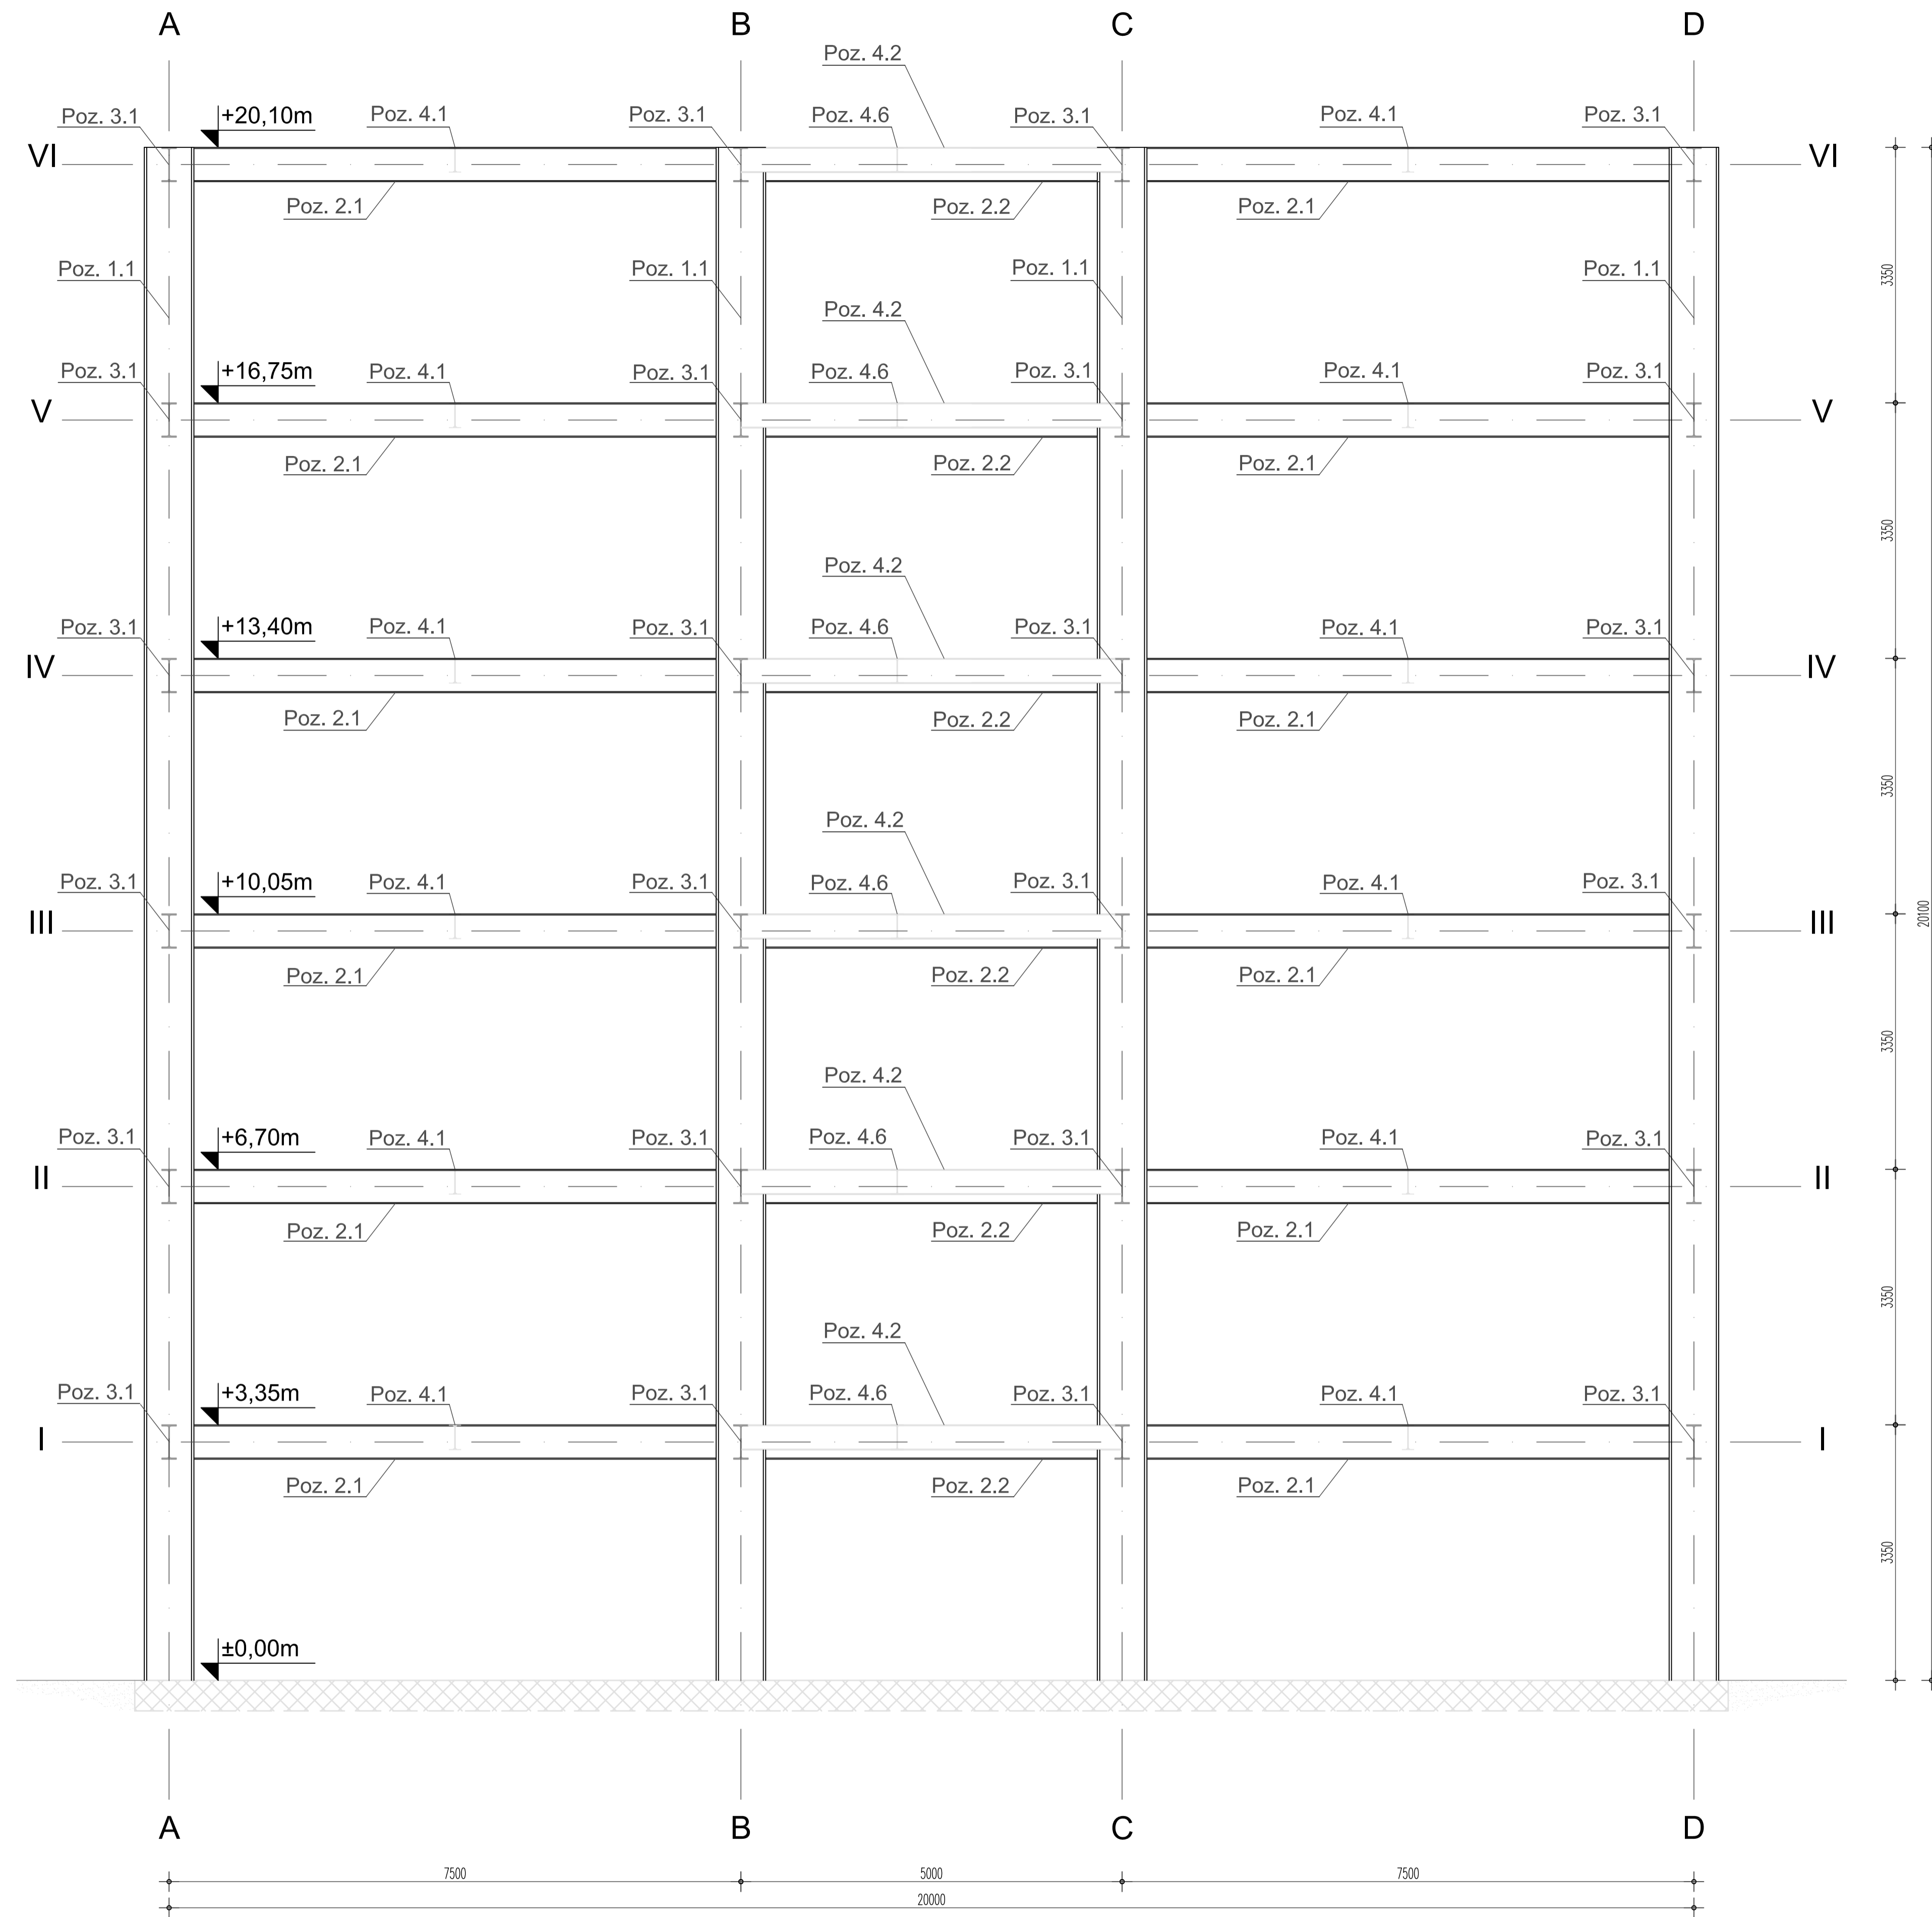 A B C D
Poz. 4.2
Poz. 3.1 +20,10m Poz. 4.1 Poz. 3.1 Poz. 4.6 Poz. 3.1 Poz. 4.1 Poz. 3.1
VI VI
Poz. 2.1 Poz. 2.2 Poz. 2.1
Poz. 1.1 Poz. 1.1 Poz. 1.1 Poz. 1.1 3350
Poz. 4.2
Poz. 3.1 +16,75m Poz. 4.1 Poz. 3.1 Poz. 4.6 Poz. 3.1 Poz. 4.1 Poz. 3.1
V V
Poz. 2.1 Poz. 2.2 Poz. 2.1
3350
Poz. 4.2
Poz. 3.1 +13,40m Poz. 4.1 Poz. 3.1 Poz. 4.6 Poz. 3.1 Poz. 4.1 Poz. 3.1
IV IV
Poz. 2.1 Poz. 2.2 Poz. 2.1
3350
Poz. 4.2
Poz. 3.1 +10,05m Poz. 4.1 Poz. 3.1 Poz. 4.6 Poz. 3.1 Poz. 4.1 Poz. 3.1
III III 20100
Poz. 2.1 Poz. 2.2 Poz. 2.1
3350
Poz. 4.2
Poz. 3.1 +6,70m Poz. 4.1 Poz. 3.1 Poz. 4.6 Poz. 3.1 Poz. 4.1 Poz. 3.1
II II
Poz. 2.1 Poz. 2.2 Poz. 2.1
3350
Poz. 4.2
Poz. 3.1 +3,35m Poz. 4.1 Poz. 3.1 Poz. 4.6 Poz. 3.1 Poz. 4.1 Poz. 3.1
I I
Poz. 2.1 Poz. 2.2 Poz. 2.1
3350
±0,00m
A B C D
7500 5000 7500
20000